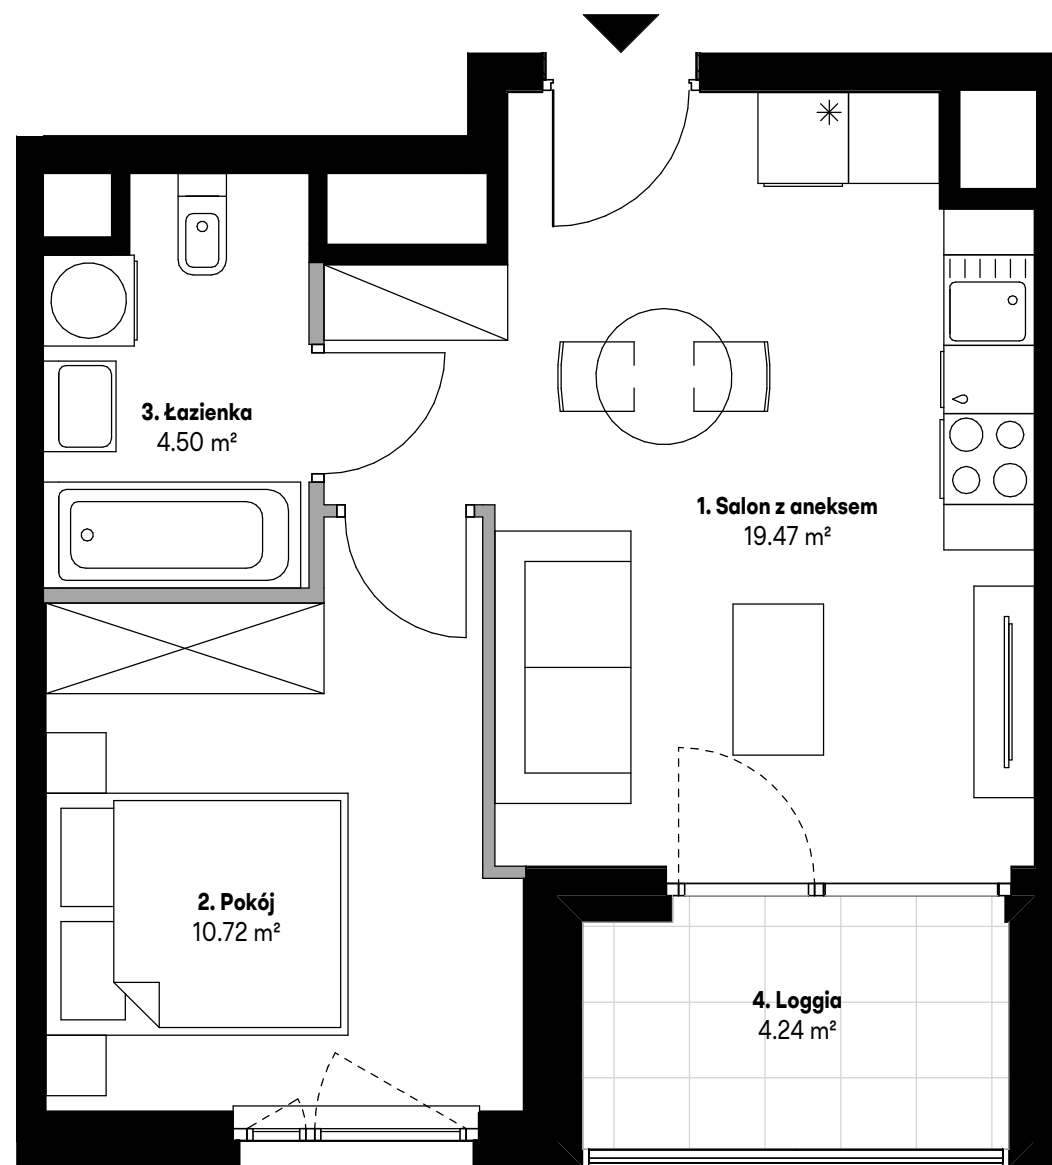 3. Łazienka
4.50 m²
1. Salon z aneksem
19.47 m²
2. Pokój
10.72 m²
4. Loggia
4.24 m²